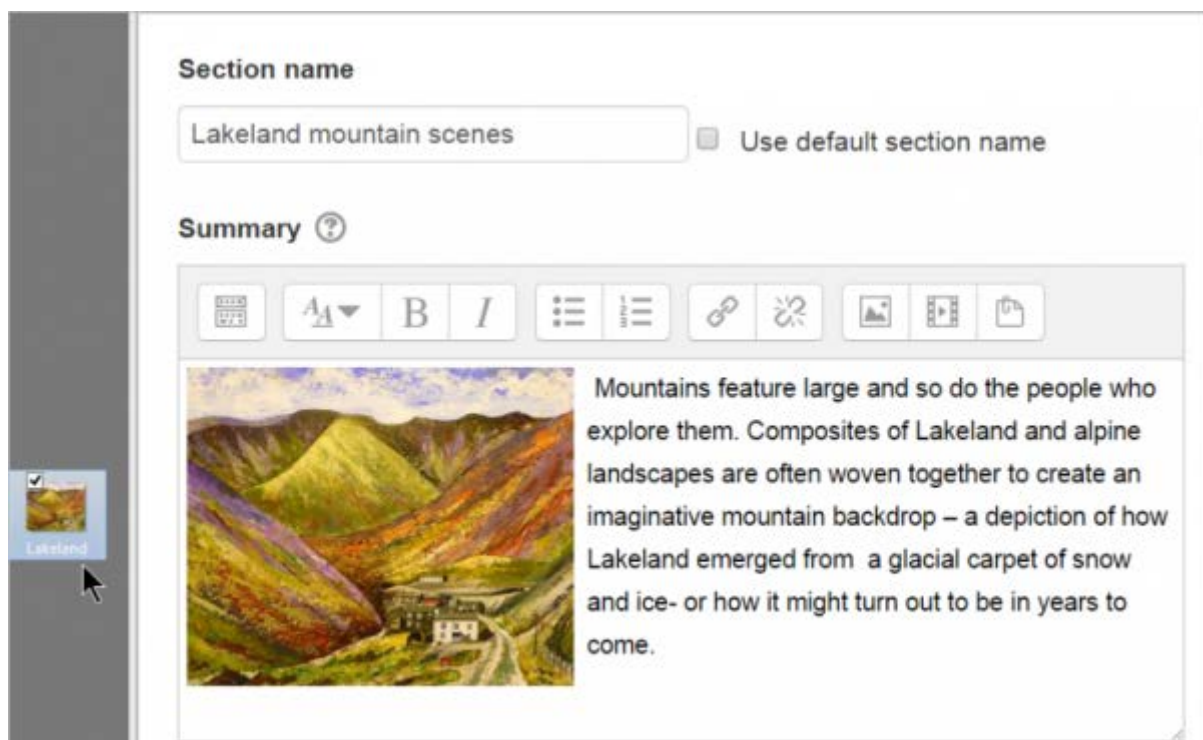 Section name
Lakeland mountain scenes
Use default section name
Summary
Mountains feature large and so do the people who
explore them. Composites of Lakeland and alpine
landscapes are often woven together to create an
imaginative mountain backdrop – a depiction of how
Lakeland emerged from  a glacial carpet of snow
and ice- or how it might turn out to be in years to
come.
Lakeland